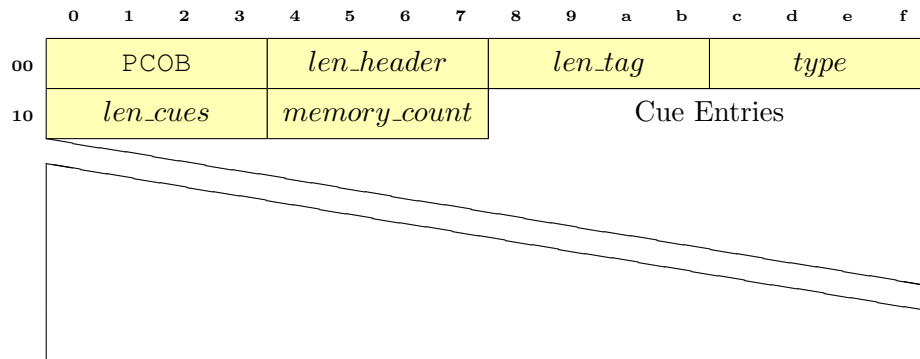 0 1 2 3 4 5 6 7 8 9 a b c d e f
00 PCOB len_header len_tag type
10 len_cues memory_count Cue Entries